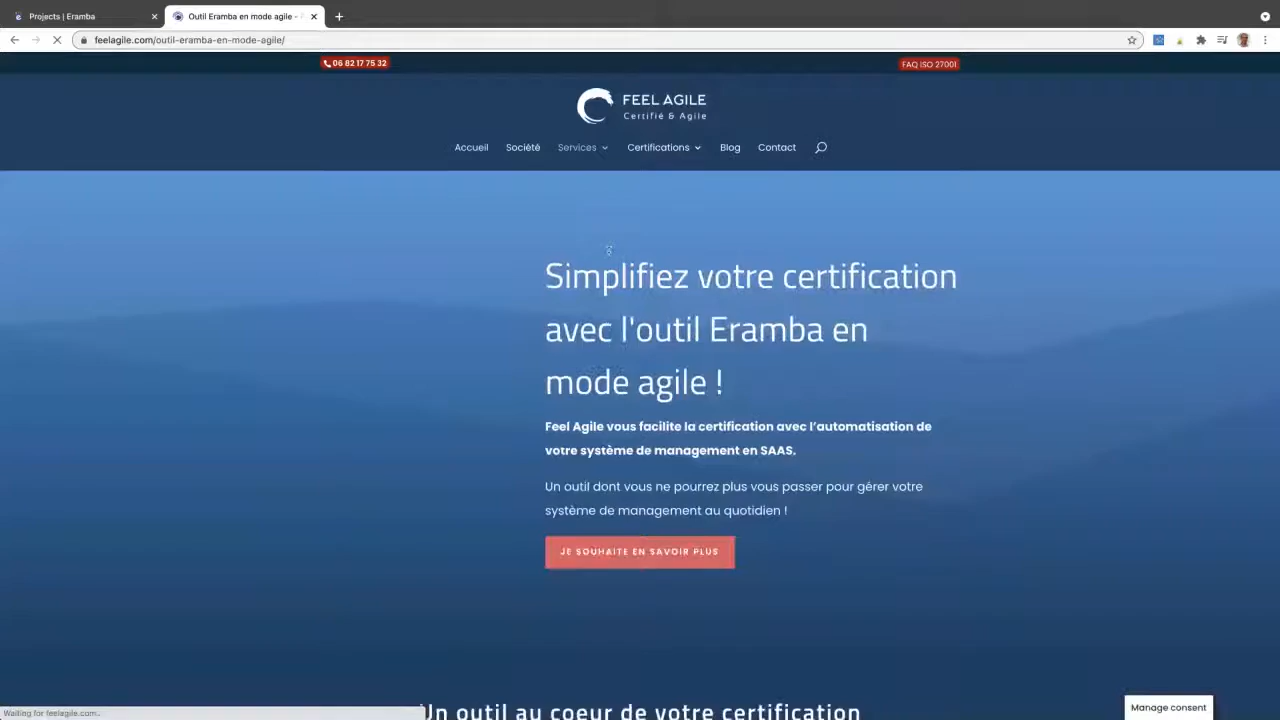 Projects | Eramba
Outil Eramba en mode agile -
feelagile.com/outil-eramba-en-mode-agile/
06 82 17 75 32
FAQ ISO 27001
FEEL AGILE
Certifié & Agile
Accueil Société Services Certifications Blog Contact
Simplifiez votre certification
avec l'outil Eramba en
mode agile !
Feel Agile vous facilite la certification avec l’automatisation de
votre système de management en SAAS.
Un outil dont vous ne pourrez plus vous passer pour gérer votre
système de management au quotidien !
JE SOUHAITE EN SAVOIR PLUS
Un outil au coeur de votre certification
Manage consent
Waiting for feelagile.com...